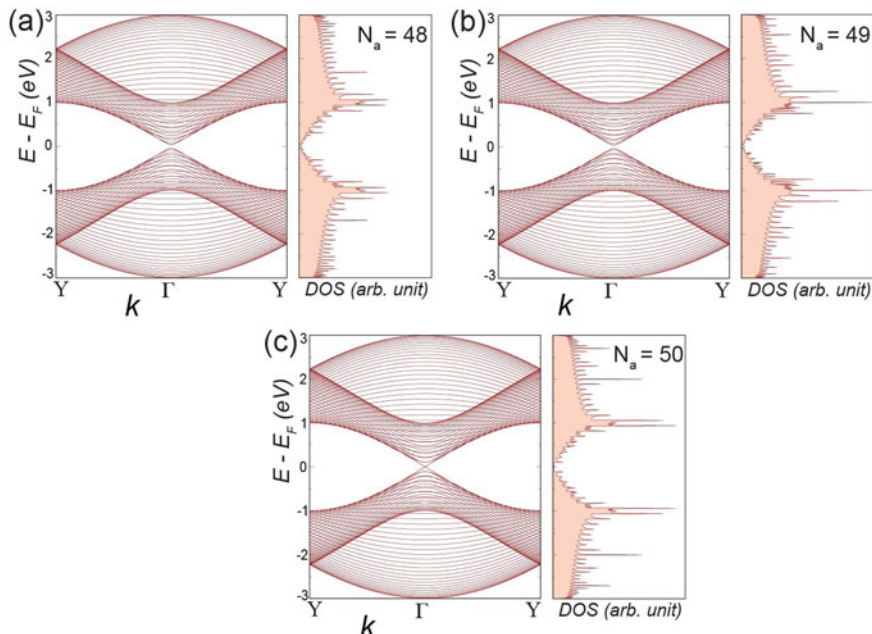 (a)
3
2
1
0
-1
-2
-3
E - E_F (eV)
Y Γ Y
k
N_a = 48
DOS (arb. unit)
(b)
3
2
1
0
-1
-2
-3
E - E_F (eV)
Y Γ Y
k
N_a = 49
DOS (arb. unit)
(c)
3
2
1
0
-1
-2
-3
E - E_F (eV)
Y Γ Y
k
N_a = 50
DOS (arb. unit)